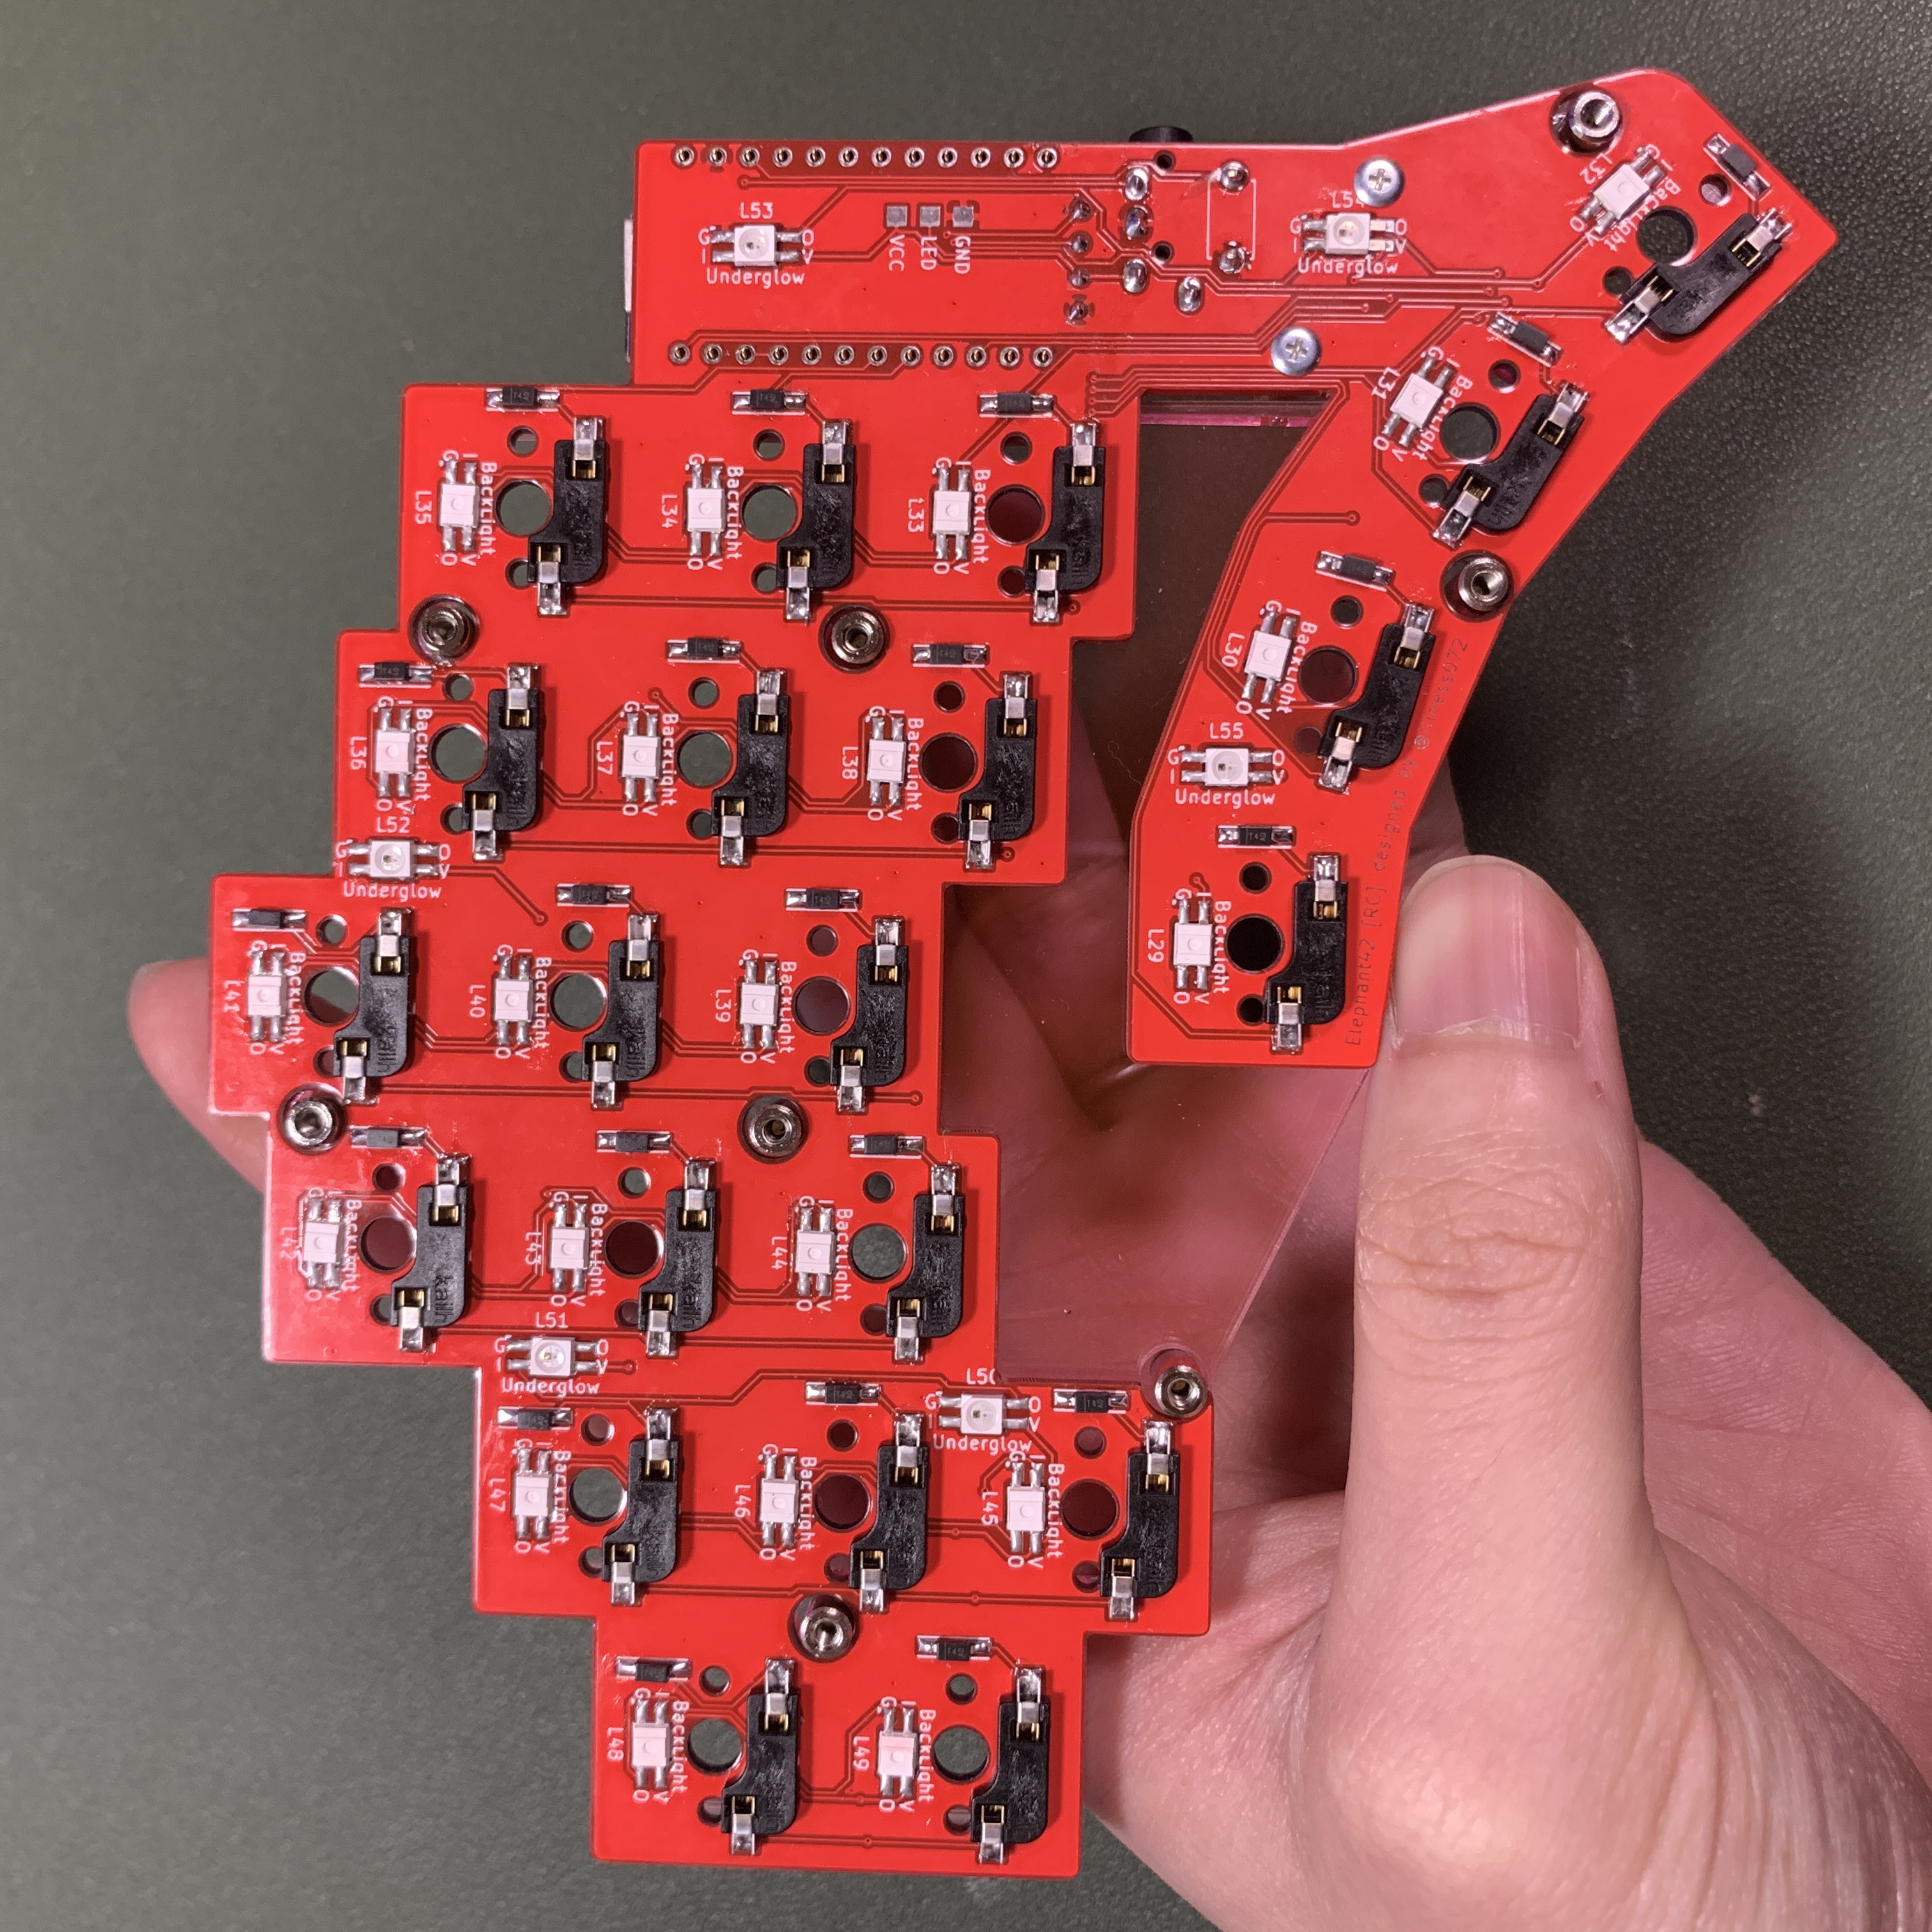 L41
G
I
O
V
Backlight
L42
G
I
O
V
Backlight
L52
G
I
O
V
Underglow
L36
G
I
O
V
Backlight
L35
G
I
O
V
Backlight
L47
G
I
O
V
Backlight
L51
G
I
O
V
Underglow
L43
G
I
O
V
Backlight
L40
G
I
O
V
Backlight
L37
G
I
O
V
Backlight
L34
G
I
O
V
Backlight
L48
G
I
O
V
Backlight
L46
G
I
O
V
Backlight
L44
G
I
O
V
Backlight
L39
G
I
O
V
Backlight
L53
G
I
O
V
Underglow
L49
G
I
O
V
Backlight
L45
G
I
O
V
Backlight
G
I
O
V
Underglow
L38
G
I
O
V
Backlight
L33
G
I
O
V
Backlight
VCC
LED
GND
L29
G
I
O
V
Backlight
L55
G
I
O
V
Underglow
L30
G
I
O
V
Backlight
G
I
O
V
Underglow
L31
G
I
O
V
Backlight
L32
G
I
O
V
Backlight
Elephant42 [RC] designed by